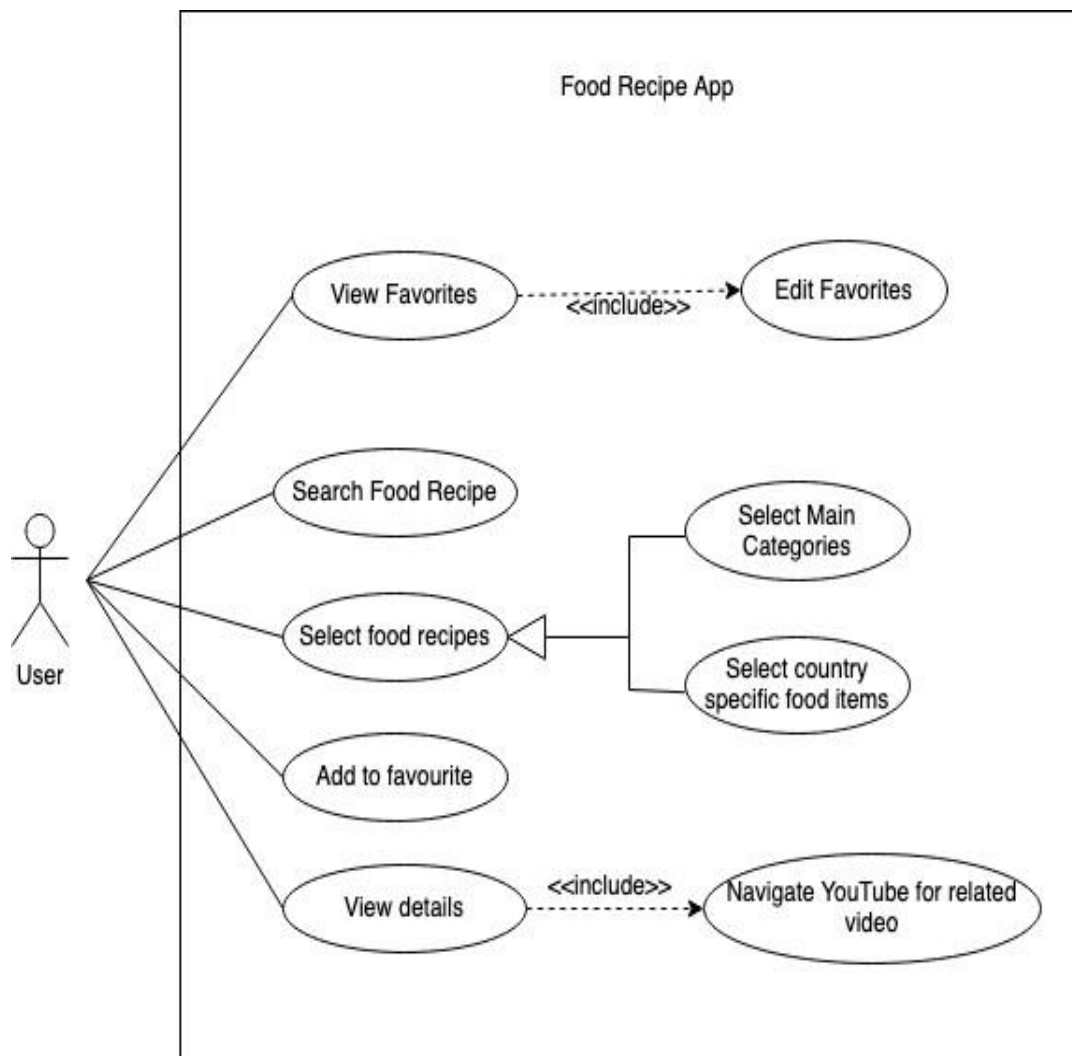 Food Recipe App
View Favorites
<<include>>
Edit Favorites
Search Food Recipe
Select Main
Categories
Select food recipes
Select country
specific food items
User
Add to favourite
View details
<<include>>
Navigate YouTube for related
video